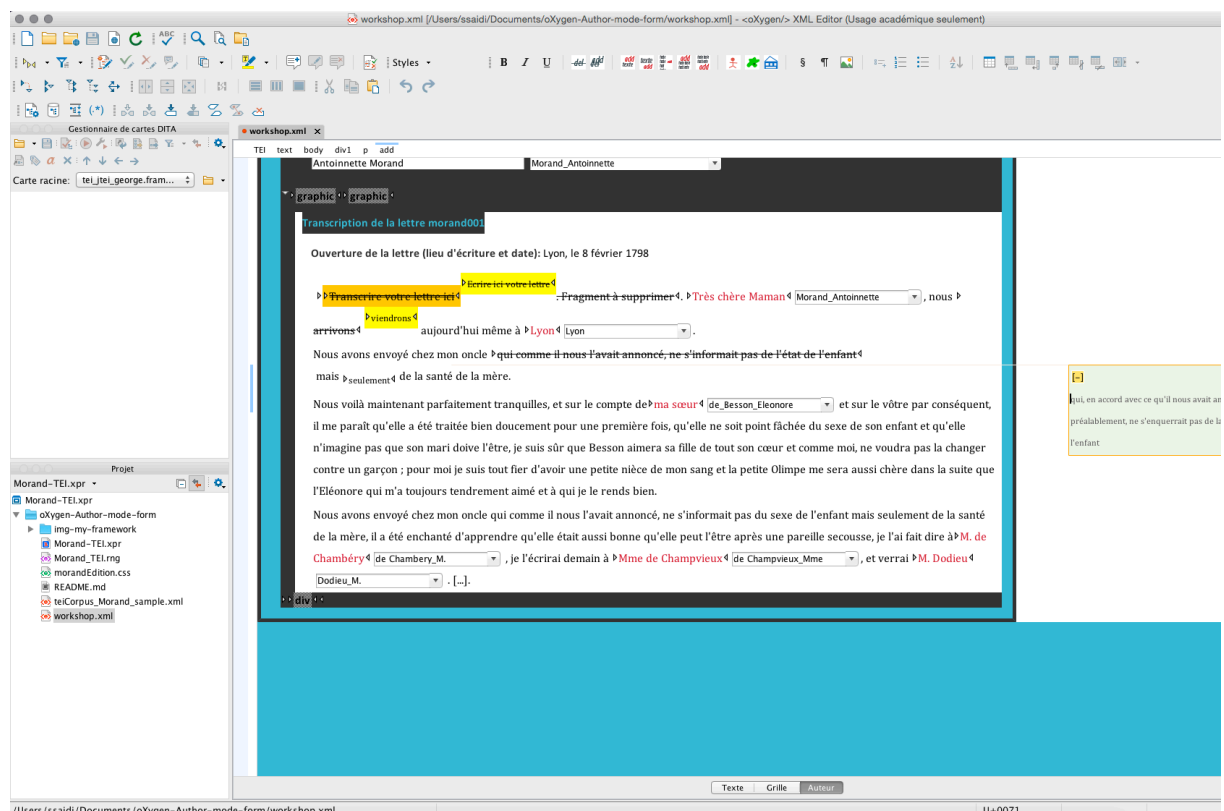 workshop.xml [/Users/ssaidi/Documents/oXygen-Author-mode-form/workshop.xml] - <oXygen/> XML Editor (Usage académique seulement)
ABC
Styles
B I U
§ ¶
Gestionnaire de cartes DITA
Carte racine: tei_jtei_george.fram...
workshop.xml ×
TEI text body div1 p add
Antoinnette Morand Morand_Antoinnette
graphic graphic
Transcription de la lettre morand001
Ouverture de la lettre (lieu d'écriture et date): Lyon, le 8 février 1798
Ecrire ici votre lettre
Transcrire votre lettre ici . Fragment à supprimer. Très chère Maman Morand_Antoinnette , nous
viendrons
arrivons aujourd'hui même à Lyon Lyon .
Nous avons envoyé chez mon oncle qui comme il nous l'avait annoncé, ne s'informait pas de l'état de l'enfant
mais seulement de la santé de la mère.
Nous voilà maintenant parfaitement tranquilles, et sur le compte de ma sœur de_Besson_Eleonore et sur le vôtre par conséquent,
il me paraît qu'elle a été traitée bien doucement pour une première fois, qu'elle ne soit point fâchée du sexe de son enfant et qu'elle
n'imagine pas que son mari doive l'être, je suis sûr que Besson aimera sa fille de tout son cœur et comme moi, ne voudra pas la changer
contre un garçon ; pour moi je suis tout fier d'avoir une petite nièce de mon sang et la petite Olimpe me sera aussi chère dans la suite que
l'Eléonore qui m'a toujours tendrement aimé et à qui je le rends bien.
Nous avons envoyé chez mon oncle qui comme il nous l'avait annoncé, ne s'informait pas du sexe de l'enfant mais seulement de la santé
de la mère, il a été enchanté d'apprendre qu'elle était aussi bonne qu'elle peut l'être après une pareille secousse, je l'ai fait dire à M. de
Chambéry de Chambery_M. , je l'écrirai demain à Mme de Champvieux de Champvieux_Mme , et verrai M. Dodieu
Dodieu_M. . [...].
div
[–]
qui, en accord avec ce qu'il nous avait an
préalablement, ne s'enquerrait pas de la
l'enfant
Projet
Morand-TEI.xpr
Morand-TEI.xpr
oXygen-Author-mode-form
img-my-framework
Morand-TEI.xpr
Morand_TEI.rng
morandEdition.css
README.md
teiCorpus_Morand_sample.xml
workshop.xml
Texte Grille Auteur
/Users/ssaidi/Documents/oXygen-Author-mode-form/workshop.xml U+0071